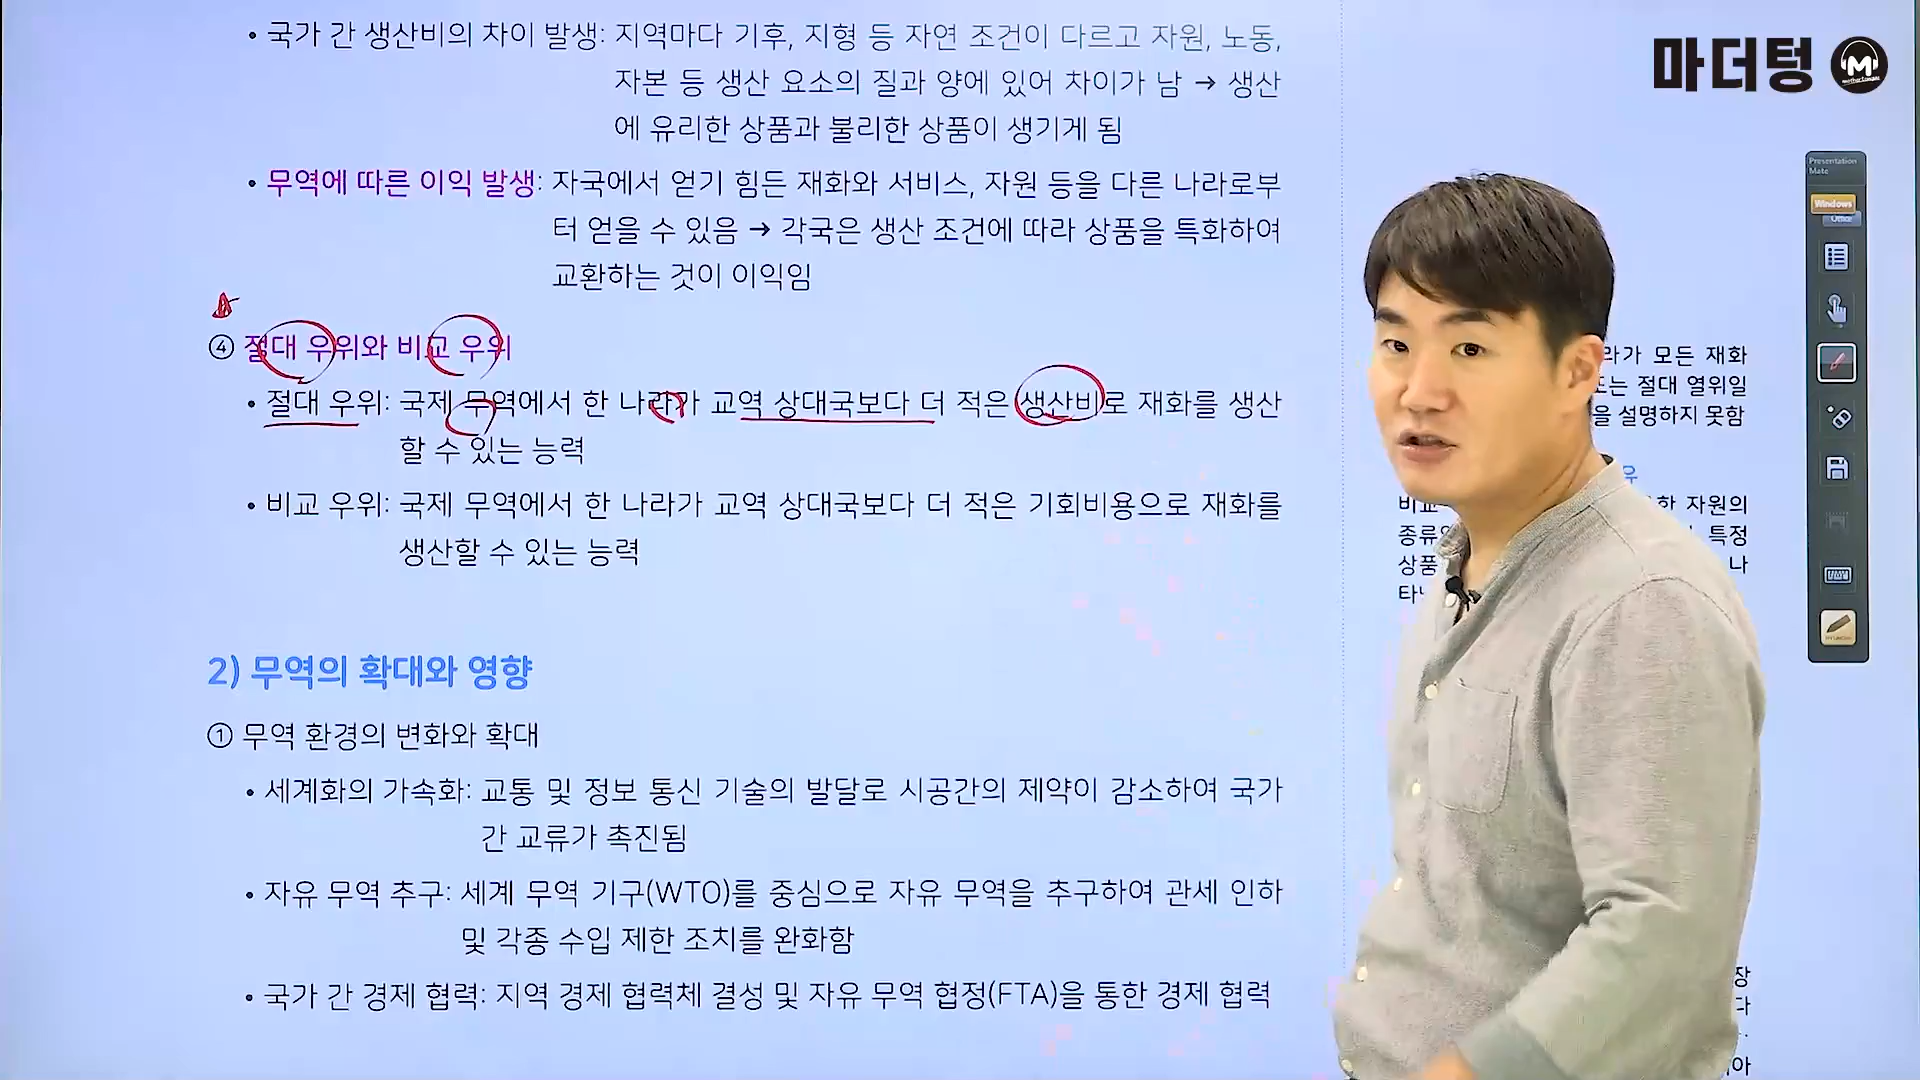 • 국가 간 생산비의 차이 발생: 지역마다 기후, 지형 등 자연 조건이 다르고 자원, 노동,
자본 등 생산 요소의 질과 양에 있어 차이가 남 → 생산
에 유리한 상품과 불리한 상품이 생기게 됨
• 무역에 따른 이익 발생: 자국에서 얻기 힘든 재화와 서비스, 자원 등을 다른 나라로부
터 얻을 수 있음 → 각국은 생산 조건에 따라 상품을 특화하여
교환하는 것이 이익임
④ 절대 우위와 비교 우위
• 절대 우위: 국제 무역에서 한 나라가 교역 상대국보다 더 적은 생산비로 재화를 생산
할 수 있는 능력
• 비교 우위: 국제 무역에서 한 나라가 교역 상대국보다 더 적은 기회비용으로 재화를
생산할 수 있는 능력
2) 무역의 확대와 영향
① 무역 환경의 변화와 확대
• 세계화의 가속화: 교통 및 정보 통신 기술의 발달로 시공간의 제약이 감소하여 국가
간 교류가 촉진됨
• 자유 무역 추구: 세계 무역 기구(WTO)를 중심으로 자유 무역을 추구하여 관세 인하
및 각종 수입 제한 조치를 완화함
• 국가 간 경제 협력: 지역 경제 협력체 결성 및 자유 무역 협정(FTA)을 통한 경제 협력
마더텅 M
Presentation
Mate
Windows
Office
모든 재화
절대 열위일
설명하지 못함
자원의
특정
상품